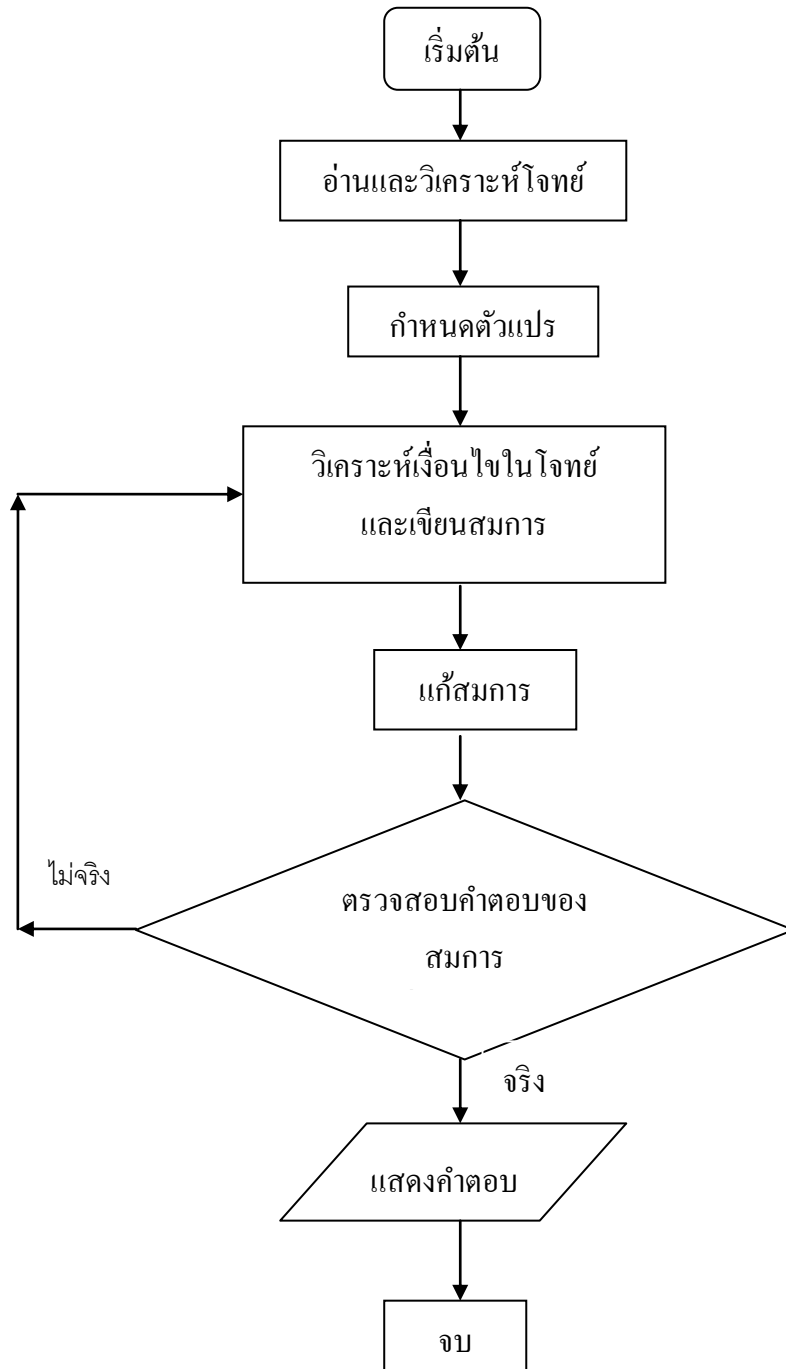 เริ่มต้น
อ่านและวิเคราะห์โจทย์
กำหนดตัวแปร
วิเคราะห์เงื่อนไขในโจทย์
และเขียนสมการ
แก้สมการ
ไม่จริง
ตรวจสอบคำตอบของ
สมการ
จริง
แสดงคำตอบ
จบ